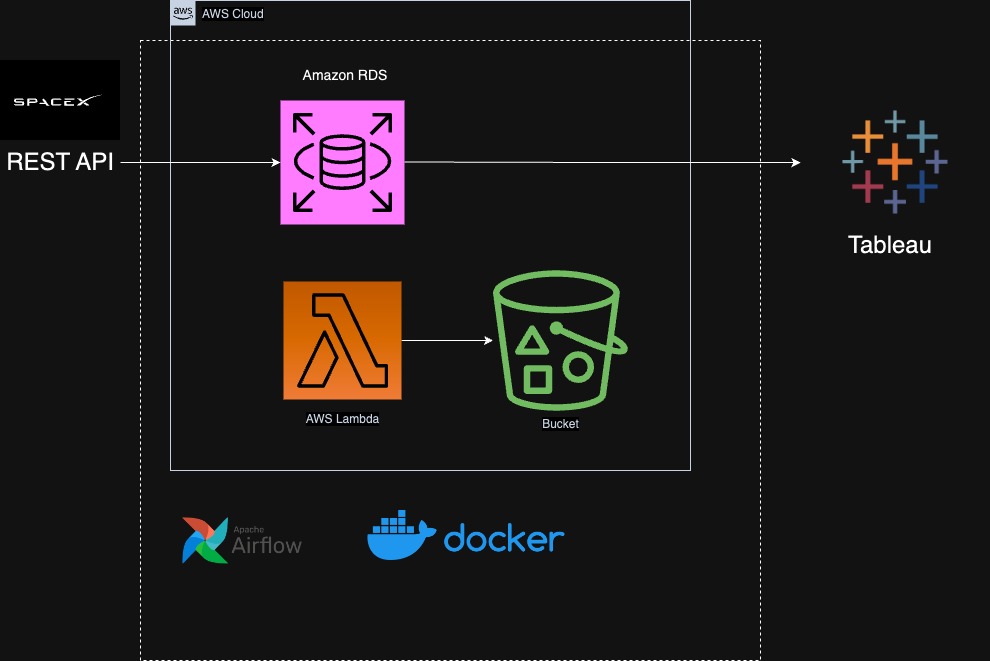 aws
AWS Cloud
Amazon RDS
SPACEX
REST API
Tableau
AWS Lambda
Bucket
Apache
Airflow
docker